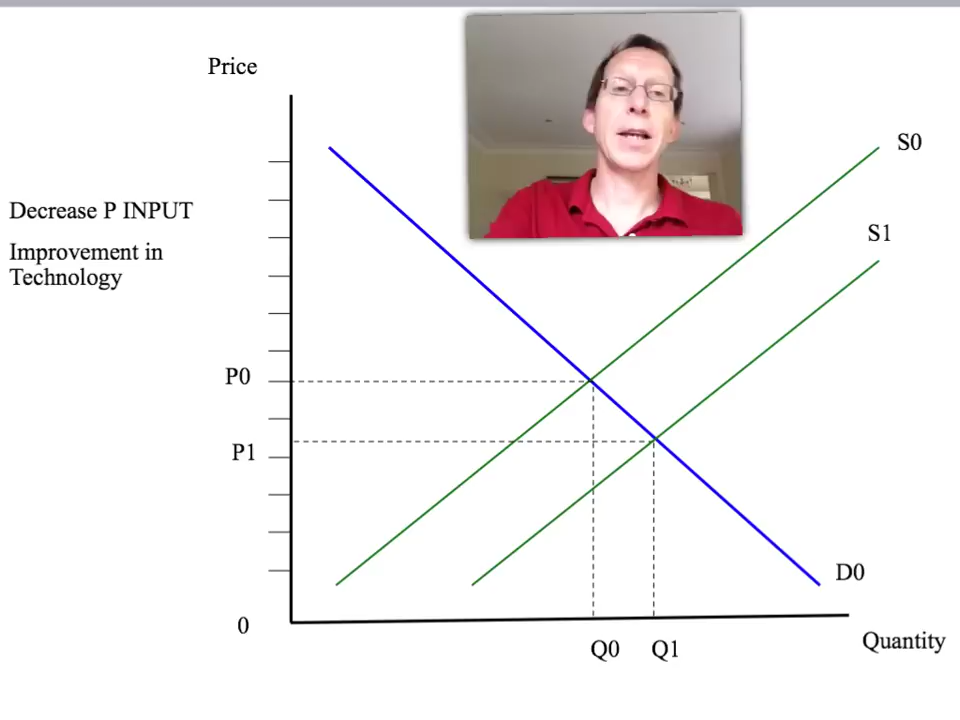 Price
S0
Decrease P INPUT
S1
Improvement in
Technology
P0
P1
D0
0
Quantity
Q0
Q1